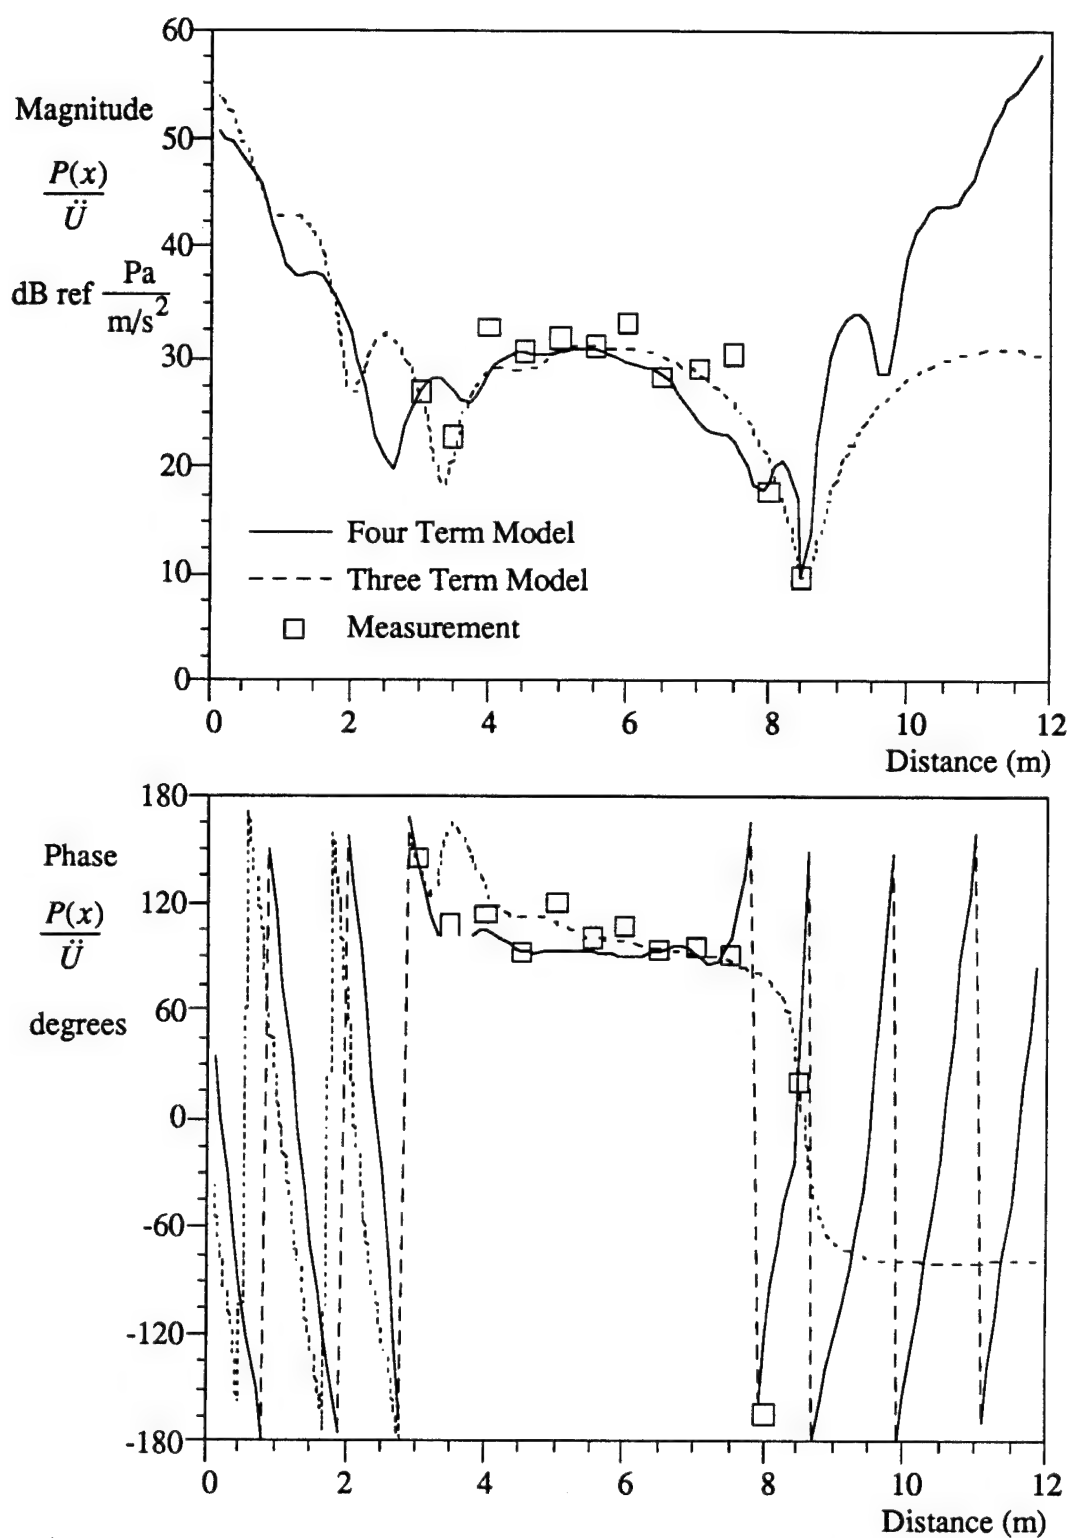 60
Magnitude
50
P(x)
Ü
40
dB ref Pa
m/s²
30
20
Four Term Model
10
Three Term Model
Measurement
0
0 2 4 6 8 10 12
Distance (m)
180
Phase
120
P(x)
Ü
60
degrees
0
-60
-120
-180
0 2 4 6 8 10 12
Distance (m)